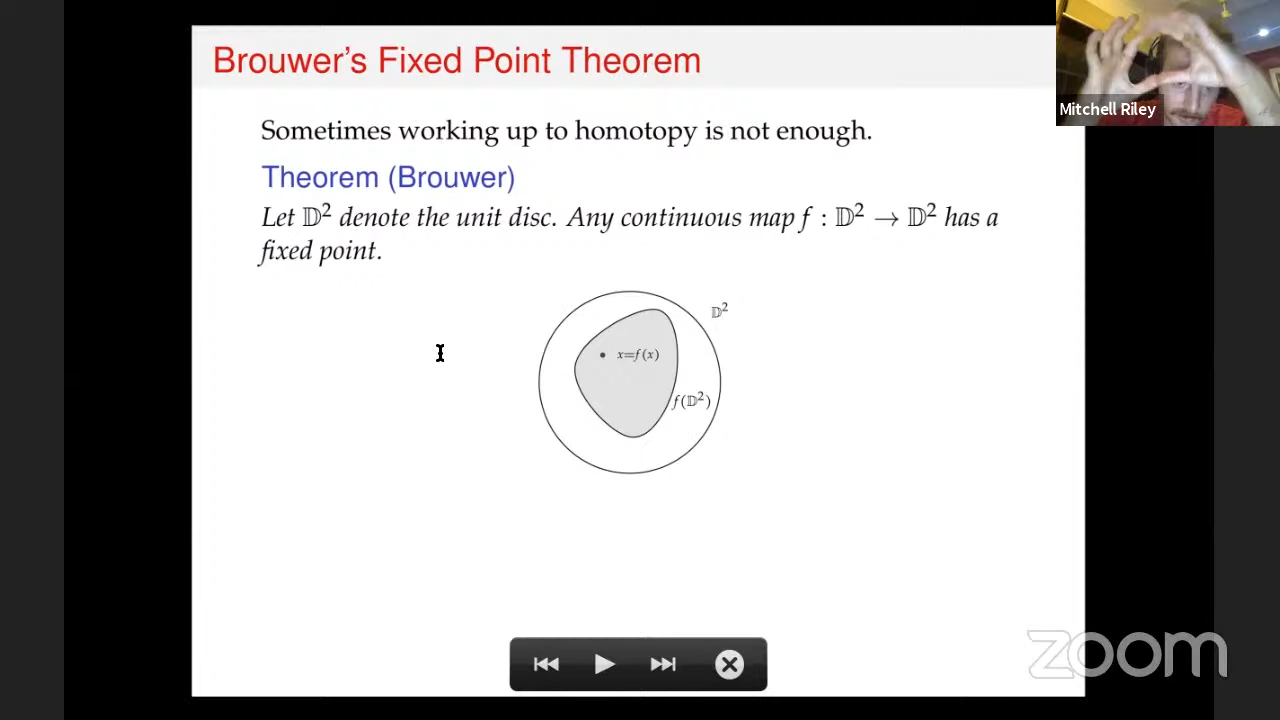 Brouwer's Fixed Point Theorem
Mitchell Riley
Sometimes working up to homotopy is not enough.
Theorem (Brouwer)
Let 𝔻² denote the unit disc. Any continuous map f : 𝔻² → 𝔻² has a
fixed point.
𝔻²
x=f(x)
f(𝔻²)
zoom